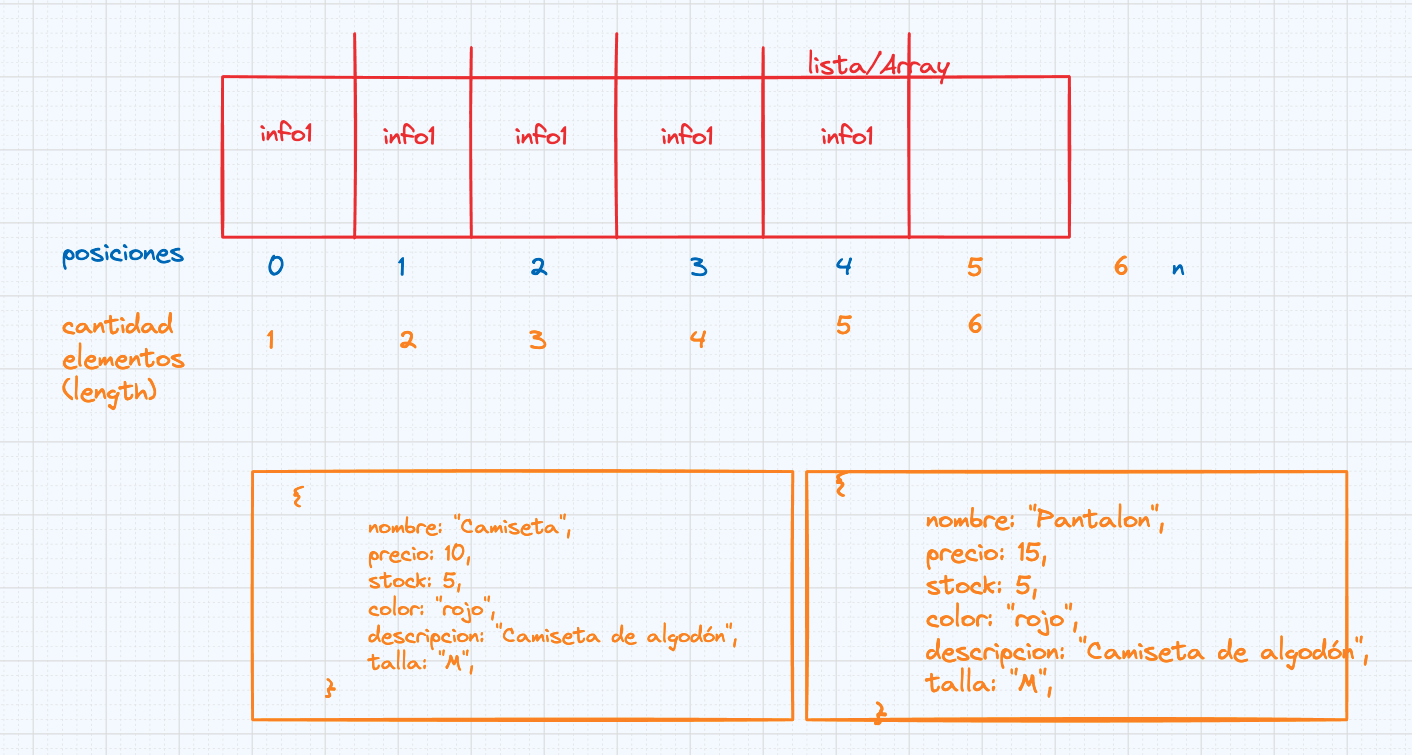 lista/Array
info1 info1 info1 info1 info1
posiciones 0 1 2 3 4 5 6 n
cantidad
elementos
(length)
1 2 3 4 5 6
{
nombre: "Camiseta",
precio: 10,
stock: 5,
color: "rojo",
descripcion: "Camiseta de algodón",
talla: "M",
}
{
nombre: "Pantalon",
precio: 15,
stock: 5,
color: "rojo",
descripcion: "Camiseta de algodón",
talla: "M",
}